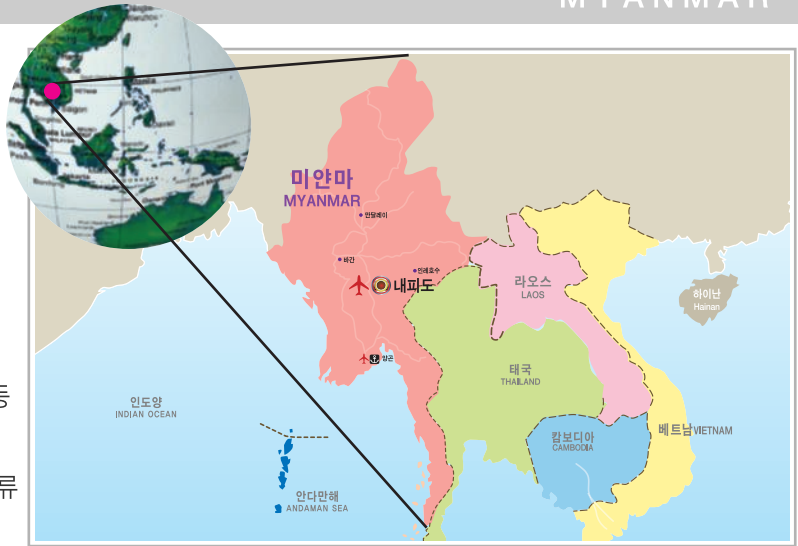 MYANMAR
미얀마
MYANMAR
만달레이
바간
인레호수
내피도
양곤
라오스
LAOS
하이난
Hainan
태국
THAILAND
인도양
INDIAN OCEAN
캄보디아
CAMBODIA
베트남VIETNAM
안다만해
ANDAMAN SEA
등
류